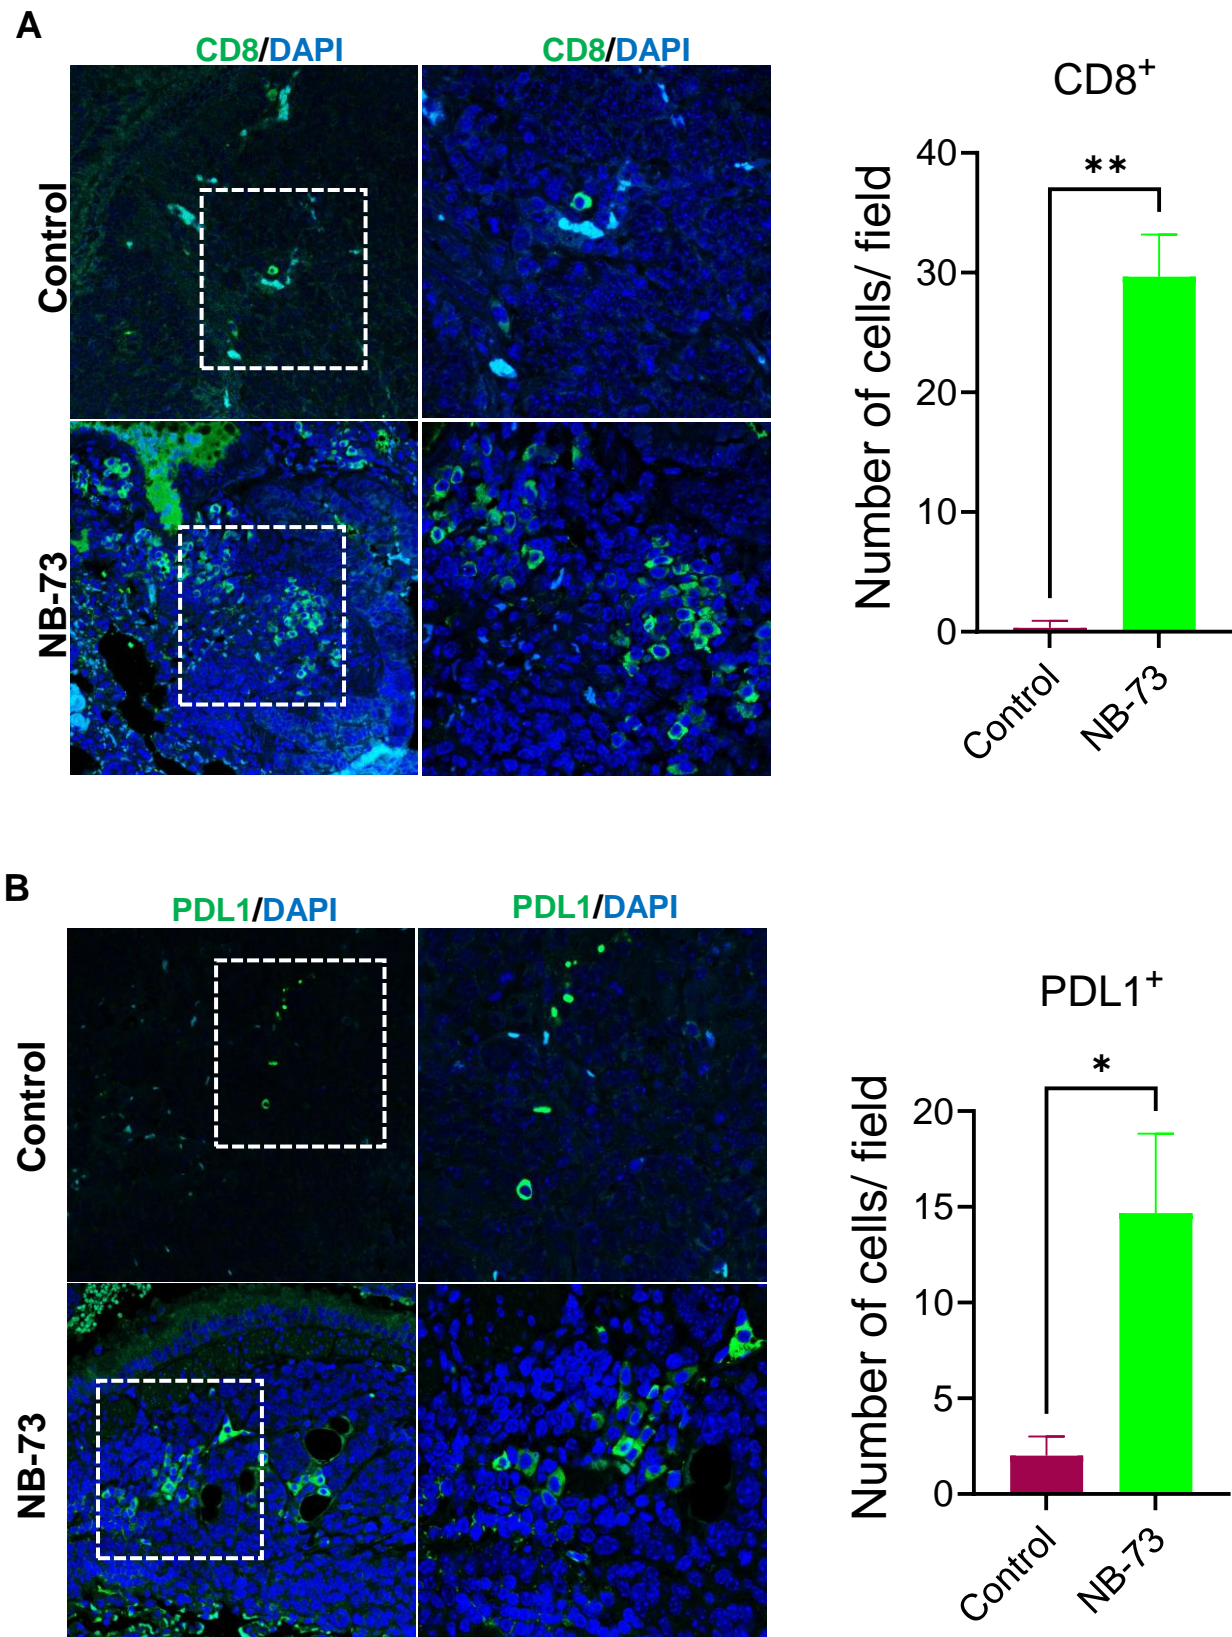 A
CD8/DAPI
CD8/DAPI
Control
NB-73
CD8+
Number of cells/ field
40
30
20
10
0
**
Control
NB-73
B
PDL1/DAPI
PDL1/DAPI
Control
NB-73
PDL1+
Number of cells/ field
20
15
10
5
0
*
Control
NB-73